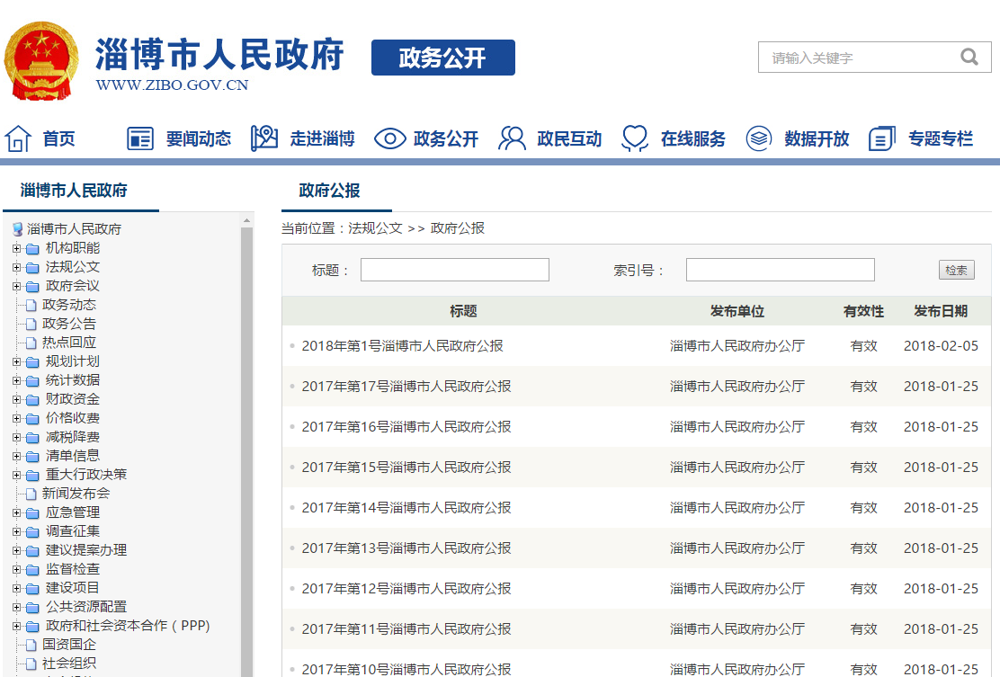 淄博市人民政府
WWW.ZIBO.GOV.CN
政务公开
请输入关键字
首页 要闻动态 走进淄博 政务公开 政民互动 在线服务 数据开放 专题专栏
淄博市人民政府
淄博市人民政府
机构职能
法规公文
政府会议
政务动态
政务公告
热点回应
规划计划
统计数据
财政资金
价格收费
减税降费
清单信息
重大行政决策
新闻发布会
应急管理
调查征集
建议提案办理
监督检查
建设项目
公共资源配置
政府和社会资本合作（PPP)
国资国企
社会组织
政府公报
当前位置：法规公文 >> 政府公报
标题： 索引号： 检索
标题 发布单位 有效性 发布日期
2018年第1号淄博市人民政府公报 淄博市人民政府办公厅 有效 2018-02-05
2017年第17号淄博市人民政府公报 淄博市人民政府办公厅 有效 2018-01-25
2017年第16号淄博市人民政府公报 淄博市人民政府办公厅 有效 2018-01-25
2017年第15号淄博市人民政府公报 淄博市人民政府办公厅 有效 2018-01-25
2017年第14号淄博市人民政府公报 淄博市人民政府办公厅 有效 2018-01-25
2017年第13号淄博市人民政府公报 淄博市人民政府办公厅 有效 2018-01-25
2017年第12号淄博市人民政府公报 淄博市人民政府办公厅 有效 2018-01-25
2017年第11号淄博市人民政府公报 淄博市人民政府办公厅 有效 2018-01-25
2017年第10号淄博市人民政府公报 淄博市人民政府办公厅 有效 2018-01-25